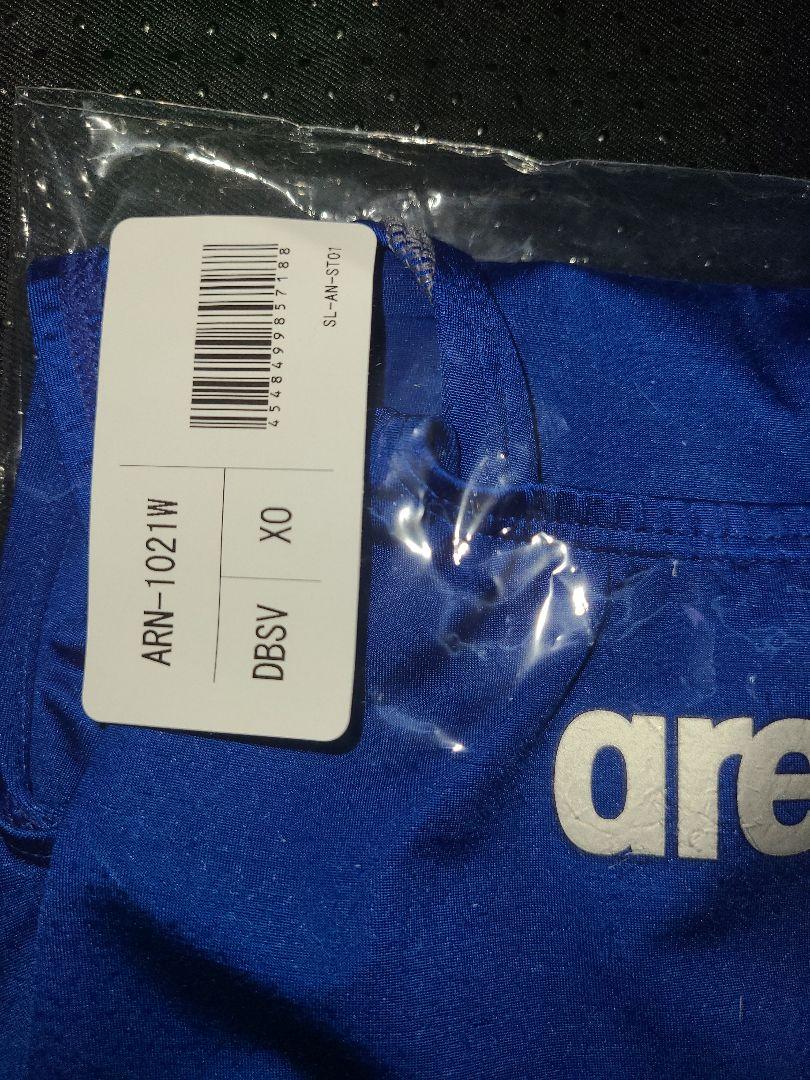 4548499857188
SL-AN-ST01
ARN-1021W
XO
DBSV
are